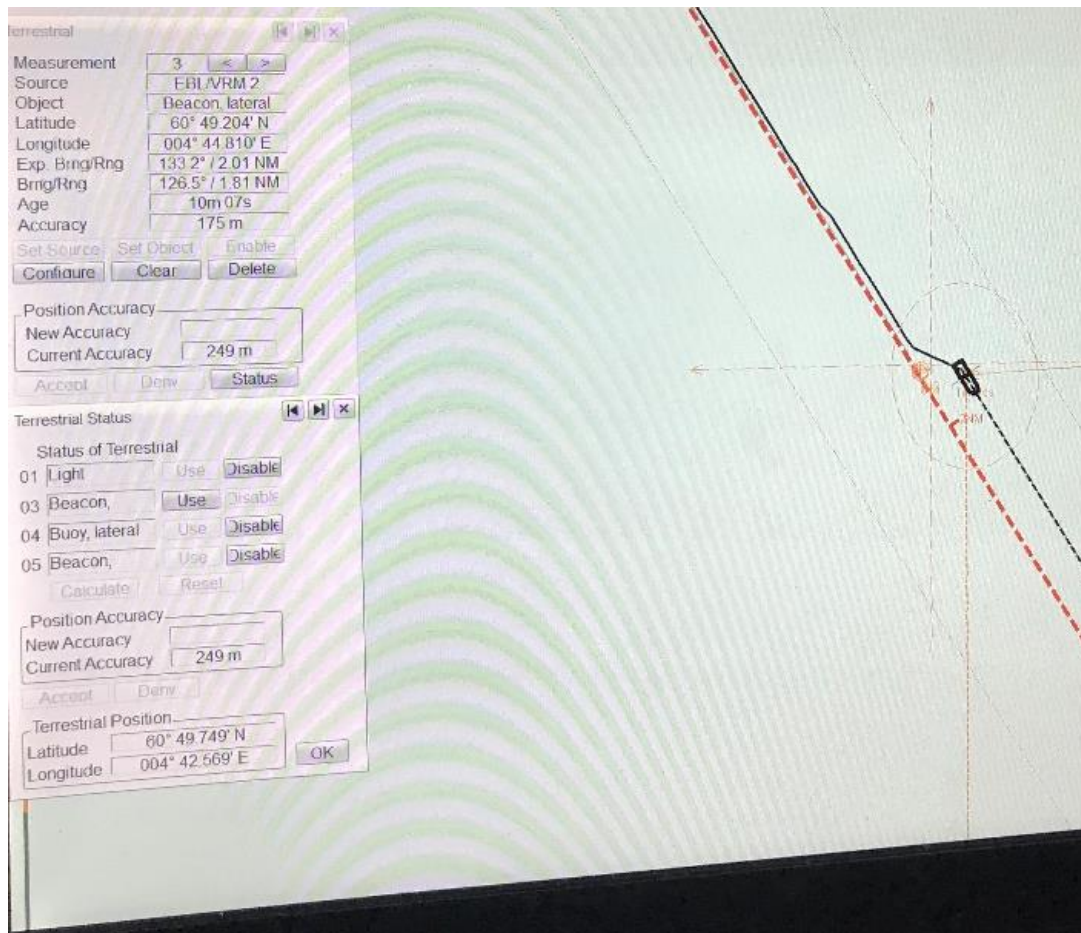 Terrestrial
Measurement 3 < >
Source EBL/VRM 2
Object Beacon, lateral
Latitude 60° 49.204' N
Longitude 004° 44.810' E
Exp. Brng/Rng 133.2° / 2.01 NM
Brng/Rng 126.5° / 1.81 NM
Age 10m 07s
Accuracy 175 m
Set Source Set Object Enable
Configure Clear Delete
Position Accuracy
New Accuracy
Current Accuracy 249 m
Accept Deny Status
Terrestrial Status
Status of Terrestrial
01 Light Use Disable
03 Beacon, Use Disable
04 Buoy, lateral Use Disable
05 Beacon, Use Disable
Calculate Reset
Position Accuracy
New Accuracy
Current Accuracy 249 m
Accept Deny
Terrestrial Position
Latitude 60° 49.749' N
Longitude 004° 42.569' E
OK